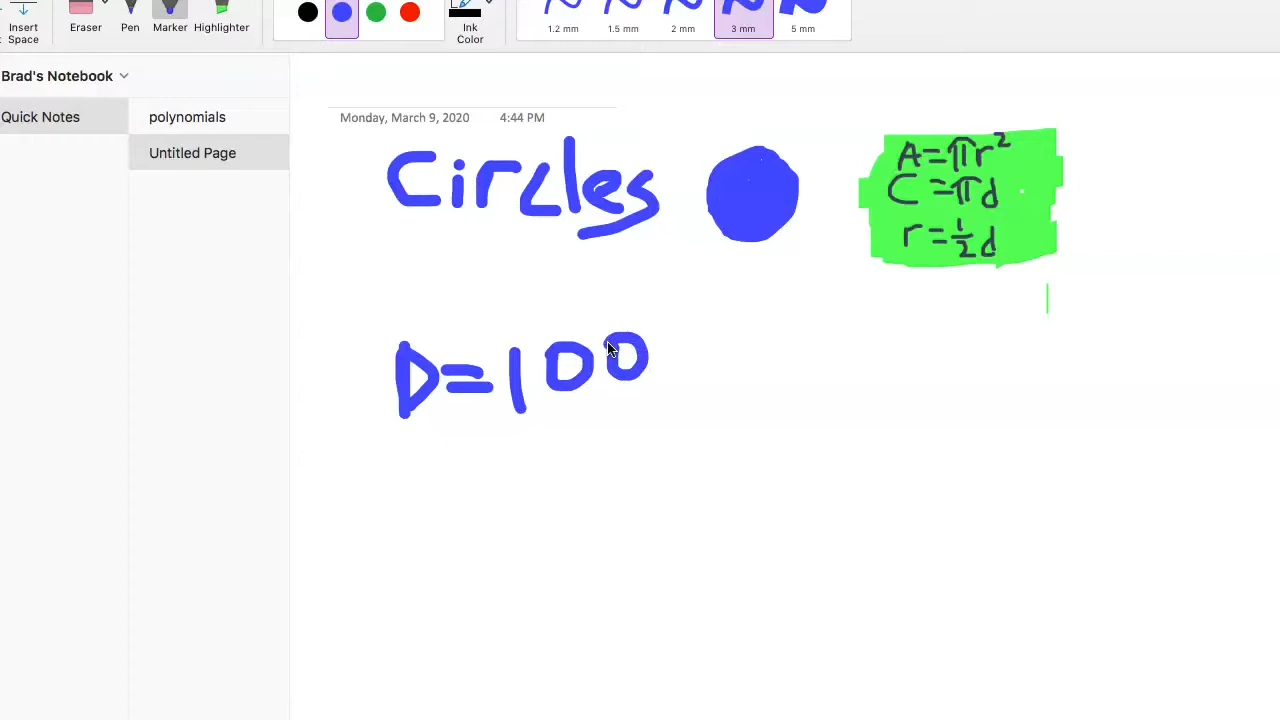 Insert Space
Eraser
Pen
Marker
Highlighter
Ink Color
1.2 mm
1.5 mm
2 mm
3 mm
5 mm
Brad's Notebook
Quick Notes
polynomials
Untitled Page
Monday, March 9, 2020 4:44 PM
Circles
A=πr²
C=πd
r=½d
D=100